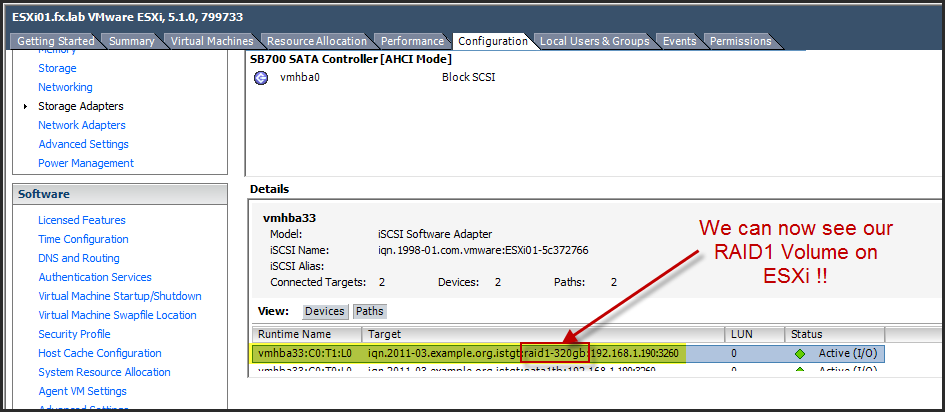 ESXi01.fx.lab VMware ESXi, 5.1.0, 799733
Getting Started Summary Virtual Machines Resource Allocation Performance Configuration Local Users & Groups Events Permissions
Memory
Storage
Networking
Storage Adapters
Network Adapters
Advanced Settings
Power Management
Software
Licensed Features
Time Configuration
DNS and Routing
Authentication Services
Virtual Machine Startup/Shutdown
Virtual Machine Swapfile Location
Security Profile
Host Cache Configuration
System Resource Allocation
Agent VM Settings
Advanced Settings
SB700 SATA Controller [AHCI Mode]
vmhba0 Block SCSI
Details
vmhba33
Model: iSCSI Software Adapter
iSCSI Name: iqn.1998-01.com.vmware:ESXi01-5c372766
iSCSI Alias:
Connected Targets: 2 Devices: 2 Paths: 2
We can now see our
RAID1 Volume on
ESXi !!
View: Devices Paths
Runtime Name Target LUN Status
vmhba33:C0:T1:L0 iqn.2011-03.example.org.istgt:raid1-320gb:192.168.1.190:3260 0 Active (I/O)
vmhba33:C0:T0:L0 iqn.2011-03.example.org.istgt:sata1tb:192.168.1.190:3260 0 Active (I/O)